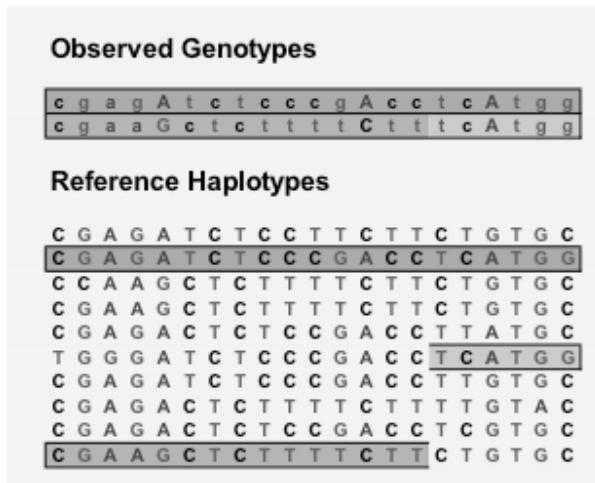 Observed Genotypes
c g a g A t c t c c c g A c c t c A t g g
c g a a G c t c t t t t C t t t c A t g g
Reference Haplotypes
C G A G A T C T C C T T C T T C T G T G C
C G A G A T C T C C C G A C C T C A T G G
C C A A G C T C T T T T C T T C T G T G C
C G A A G C T C T T T T C T T C T G T G C
C G A G A C T C T C C G A C C T T A T G C
T G G G A T C T C C C G A C C T C A T G G
C G A G A T C T C C C G A C C T T G T G C
C G A G A C T C T T T T C T T T T G T A C
C G A G A C T C T C C G A C C T C G T G C
C G A A G C T C T T T T C T T C T G T G C